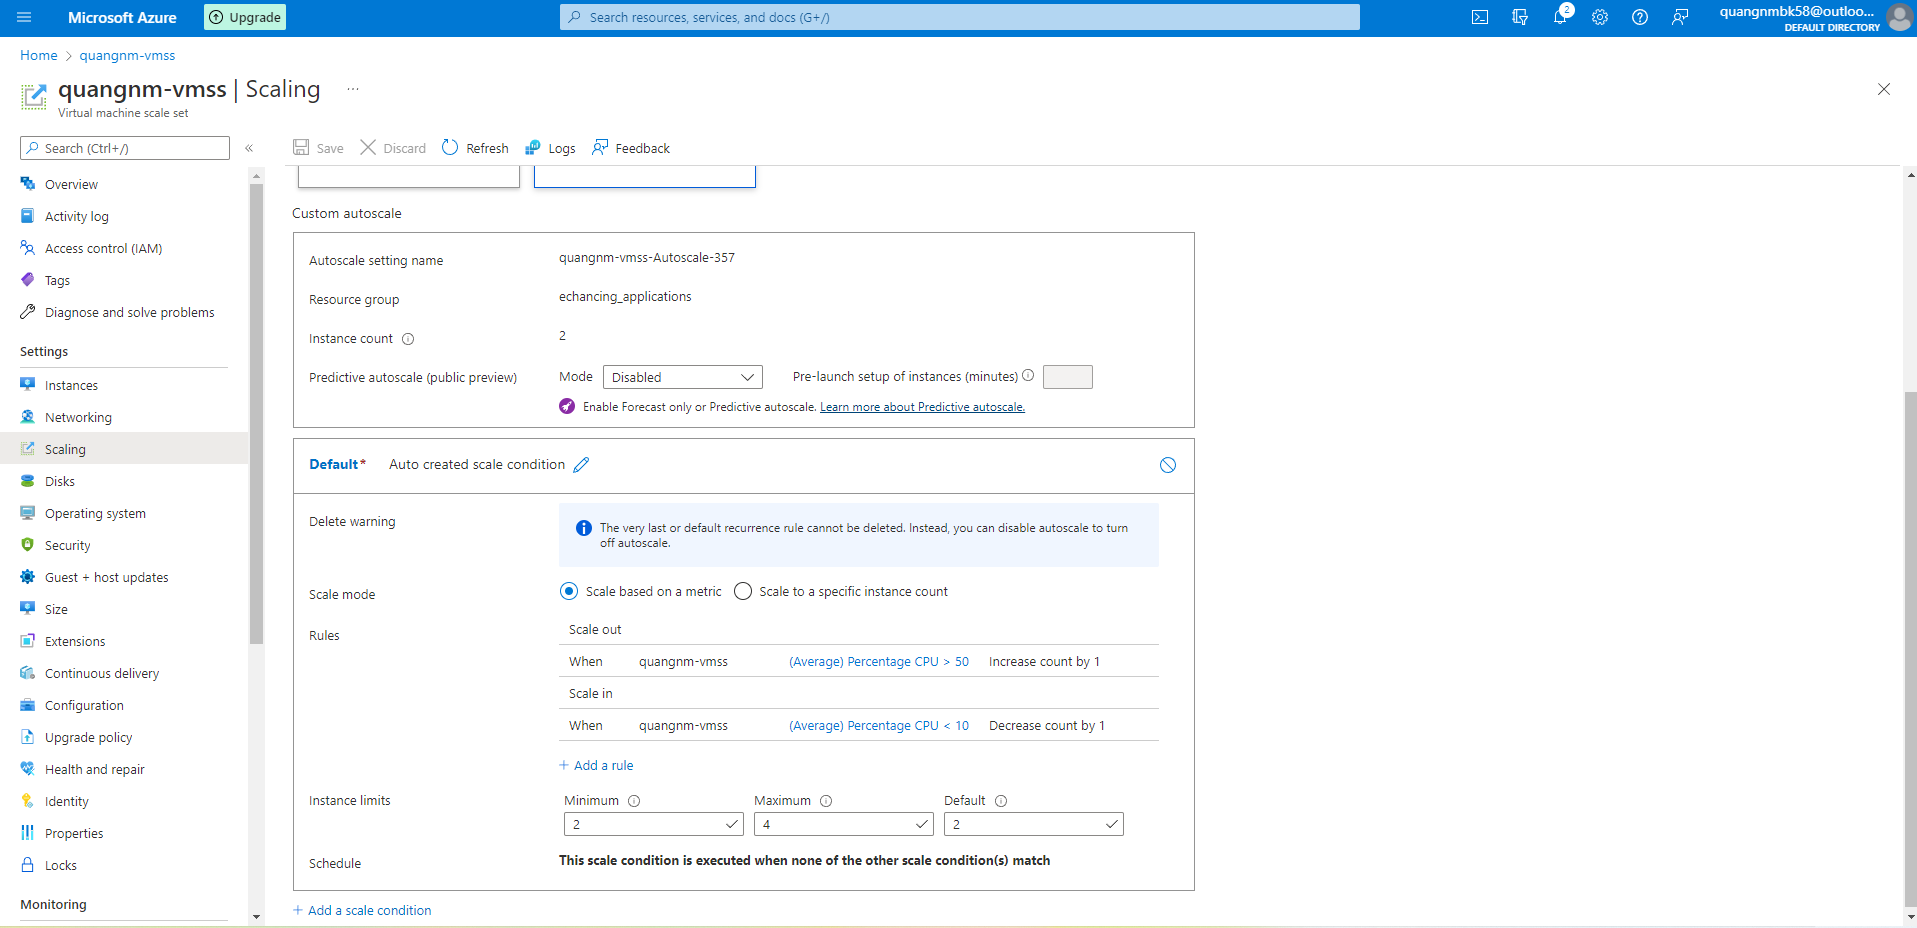 Microsoft Azure
Upgrade
Search resources, services, and docs (G+/)
2
quangnmbk58@outloo...
DEFAULT DIRECTORY
Home > quangnm-vmss
quangnm-vmss | Scaling ...
Virtual machine scale set
Search (Ctrl+/)
«
Save
Discard
Refresh
Logs
Feedback
Overview
Activity log
Access control (IAM)
Tags
Diagnose and solve problems
Settings
Instances
Networking
Scaling
Disks
Operating system
Security
Guest + host updates
Size
Extensions
Continuous delivery
Configuration
Upgrade policy
Health and repair
Identity
Properties
Locks
Monitoring
Custom autoscale
Autoscale setting name quangnm-vmss-Autoscale-357
Resource group echancing_applications
Instance count 2
Predictive autoscale (public preview) Mode Disabled Pre-launch setup of instances (minutes)
Enable Forecast only or Predictive autoscale. Learn more about Predictive autoscale.
Default* Auto created scale condition
Delete warning
The very last or default recurrence rule cannot be deleted. Instead, you can disable autoscale to turn
off autoscale.
Scale mode Scale based on a metric Scale to a specific instance count
Rules
Scale out
When quangnm-vmss (Average) Percentage CPU > 50 Increase count by 1
Scale in
When quangnm-vmss (Average) Percentage CPU < 10 Decrease count by 1
+ Add a rule
Instance limits Minimum Maximum Default
2 4 2
Schedule This scale condition is executed when none of the other scale condition(s) match
+ Add a scale condition